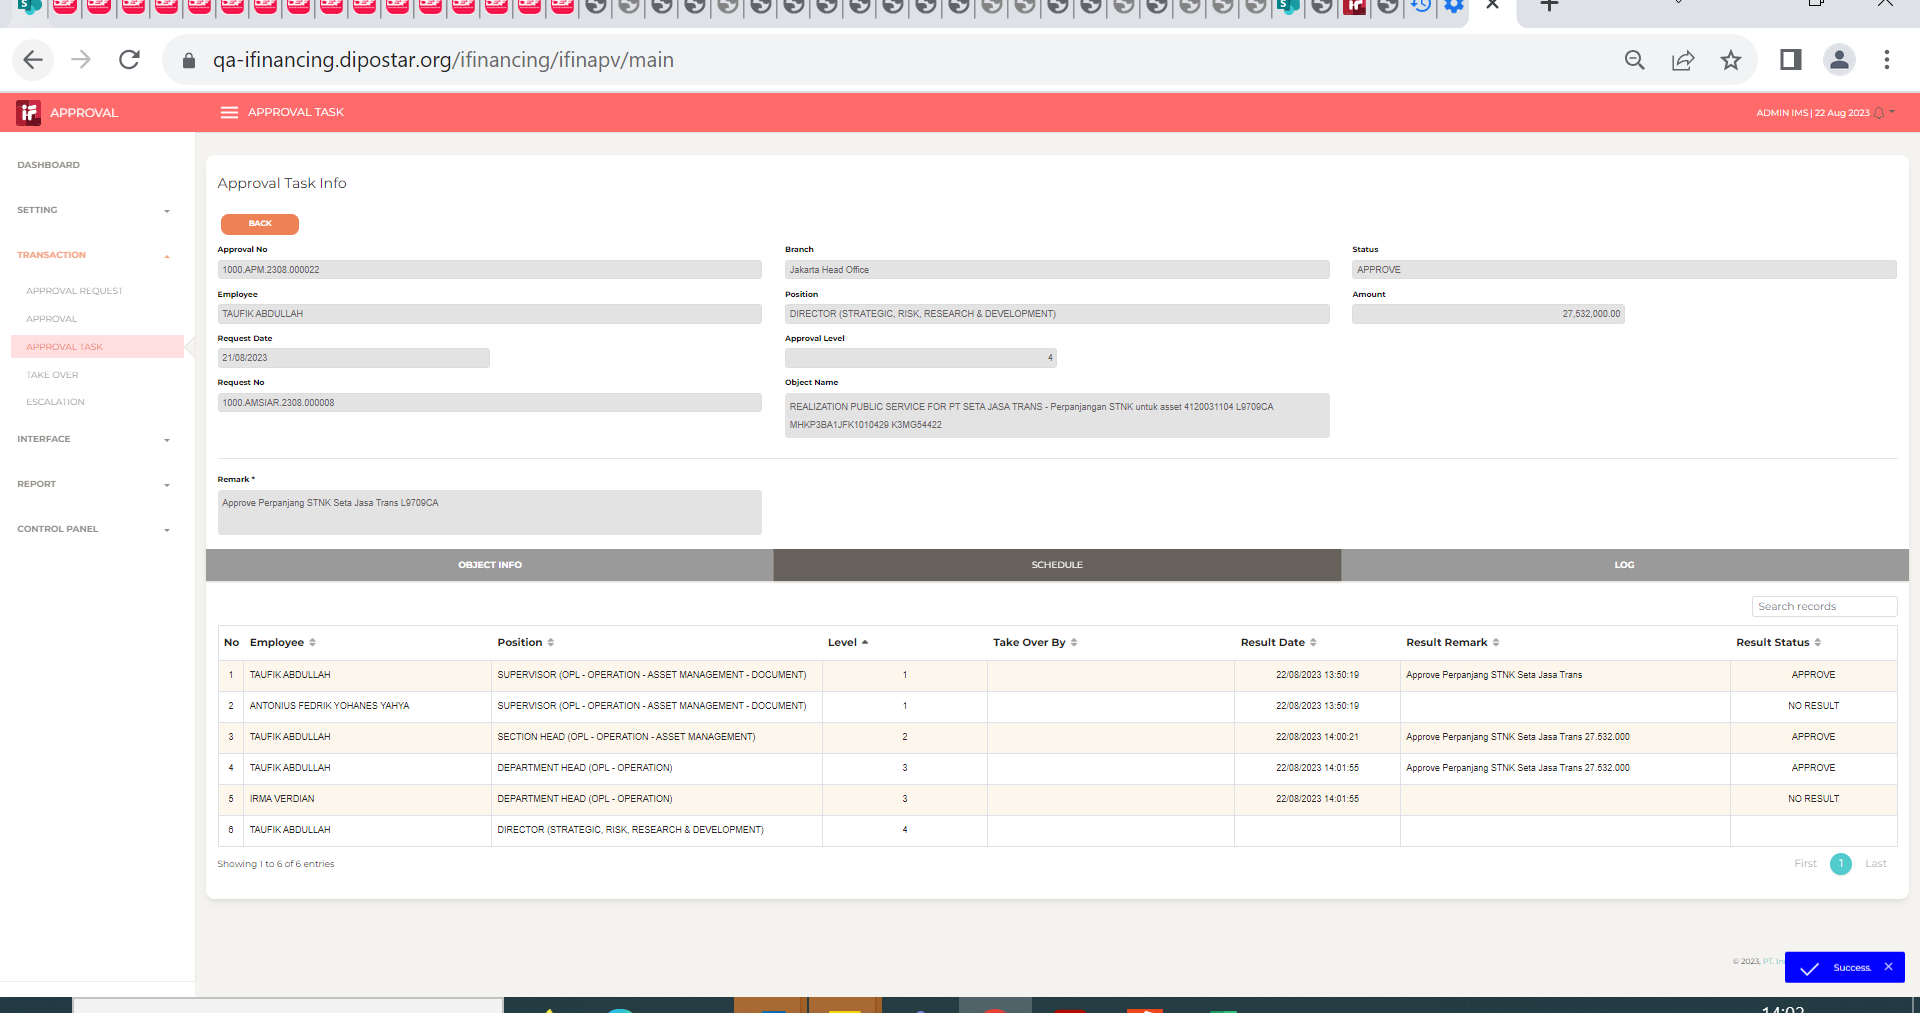 qa-ifinancing.dipostar.org/ifinancing/ifinapv/main
iF APPROVAL
APPROVAL TASK
ADMIN IMS | 22 Aug 2023
DASHBOARD
SETTING
TRANSACTION
APPROVAL REQUEST
APPROVAL
APPROVAL TASK
TAKE OVER
ESCALATION
INTERFACE
REPORT
CONTROL PANEL
Approval Task Info
BACK
Approval No
1000.APM.2308.000022
Branch
Jakarta Head Office
Status
APPROVE
Employee
TAUFIK ABDULLAH
Position
DIRECTOR (STRATEGIC, RISK, RESEARCH & DEVELOPMENT)
Amount
27,532,000.00
Request Date
21/08/2023
Approval Level
4
Request No
1000.AMSIAR.2308.000008
Object Name
REALIZATION PUBLIC SERVICE FOR PT SETA JASA TRANS - Perpanjangan STNK untuk asset 4120031104 L9709CA
MHKP3BA1JFK1010429 K3MG54422
Remark *
Approve Perpanjang STNK Seta Jasa Trans L9709CA
OBJECT INFO SCHEDULE LOG
Search records
No Employee Position Level Take Over By Result Date Result Remark Result Status
1 TAUFIK ABDULLAH SUPERVISOR (OPL - OPERATION - ASSET MANAGEMENT - DOCUMENT) 1 22/08/2023 13:50:19 Approve Perpanjang STNK Seta Jasa Trans APPROVE
2 ANTONIUS FEDRIK YOHANES YAHYA SUPERVISOR (OPL - OPERATION - ASSET MANAGEMENT - DOCUMENT) 1 22/08/2023 13:50:19 NO RESULT
3 TAUFIK ABDULLAH SECTION HEAD (OPL - OPERATION - ASSET MANAGEMENT) 2 22/08/2023 14:00:21 Approve Perpanjang STNK Seta Jasa Trans 27.532.000 APPROVE
4 TAUFIK ABDULLAH DEPARTMENT HEAD (OPL - OPERATION) 3 22/08/2023 14:01:55 Approve Perpanjang STNK Seta Jasa Trans 27.532.000 APPROVE
5 IRMA VERDIAN DEPARTMENT HEAD (OPL - OPERATION) 3 22/08/2023 14:01:55 NO RESULT
6 TAUFIK ABDULLAH DIRECTOR (STRATEGIC, RISK, RESEARCH & DEVELOPMENT) 4
Showing 1 to 6 of 6 entries
First 1 Last
© 2023, PT.
Success.